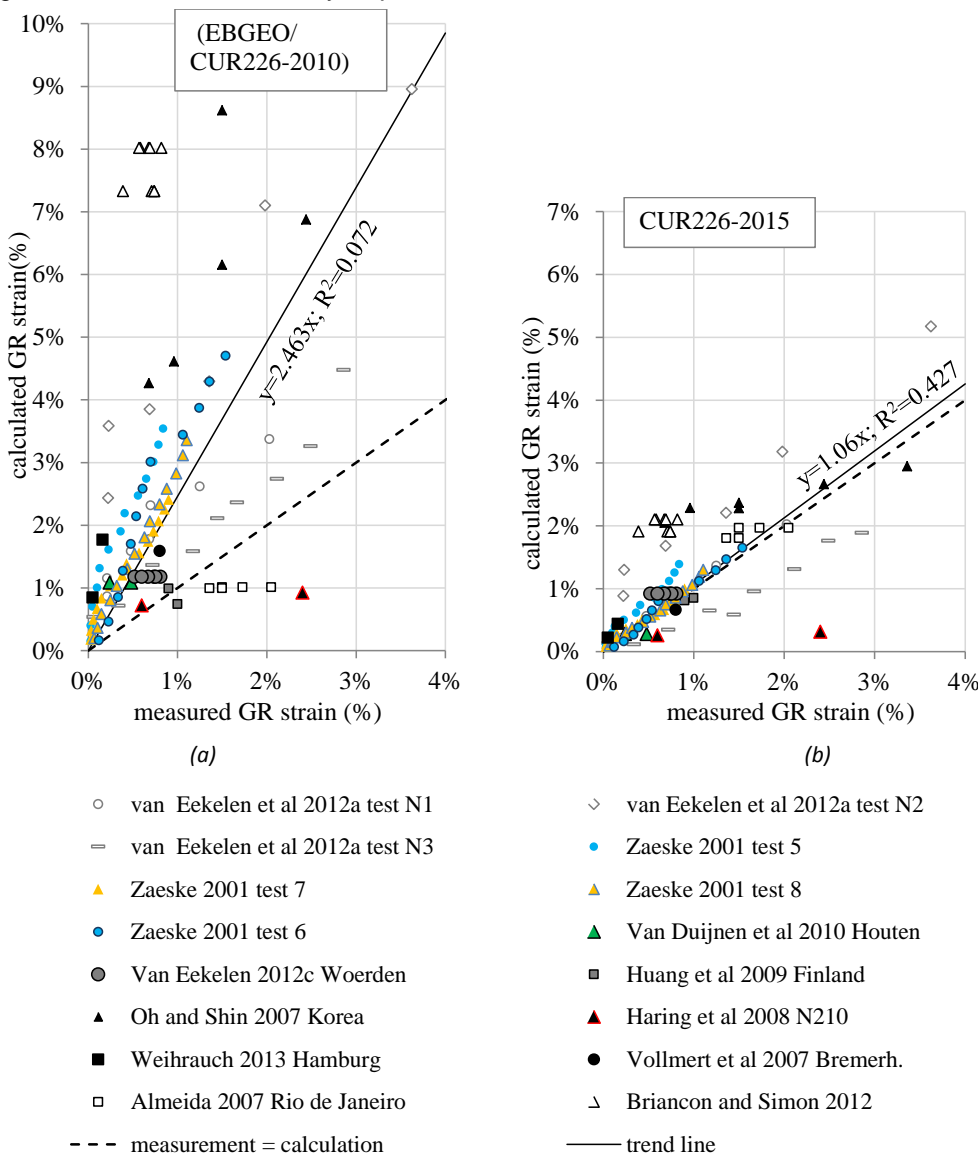 10%
9%
8%
7%
6%
5%
4%
3%
2%
1%
0%
calculated GR strain(%)
(EBGEO/
CUR226-2010)
y=2.463x; R²=0.072
0%
1%
2%
3%
4%
measured GR strain (%)
(a)
7%
6%
5%
4%
3%
2%
1%
0%
calculated GR strain (%)
CUR226-2015
y=1.06x; R²=0.427
0%
1%
2%
3%
4%
measured GR strain (%)
(b)
van Eekelen et al 2012a test N1
van Eekelen et al 2012a test N2
van Eekelen et al 2012a test N3
Zaeske 2001 test 5
Zaeske 2001 test 7
Zaeske 2001 test 8
Zaeske 2001 test 6
Van Duijnen et al 2010 Houten
Van Eekelen 2012c Woerden
Huang et al 2009 Finland
Oh and Shin 2007 Korea
Haring et al 2008 N210
Weihrauch 2013 Hamburg
Vollmert et al 2007 Bremerh.
Almeida 2007 Rio de Janeiro
Briancon and Simon 2012
measurement = calculation
trend line